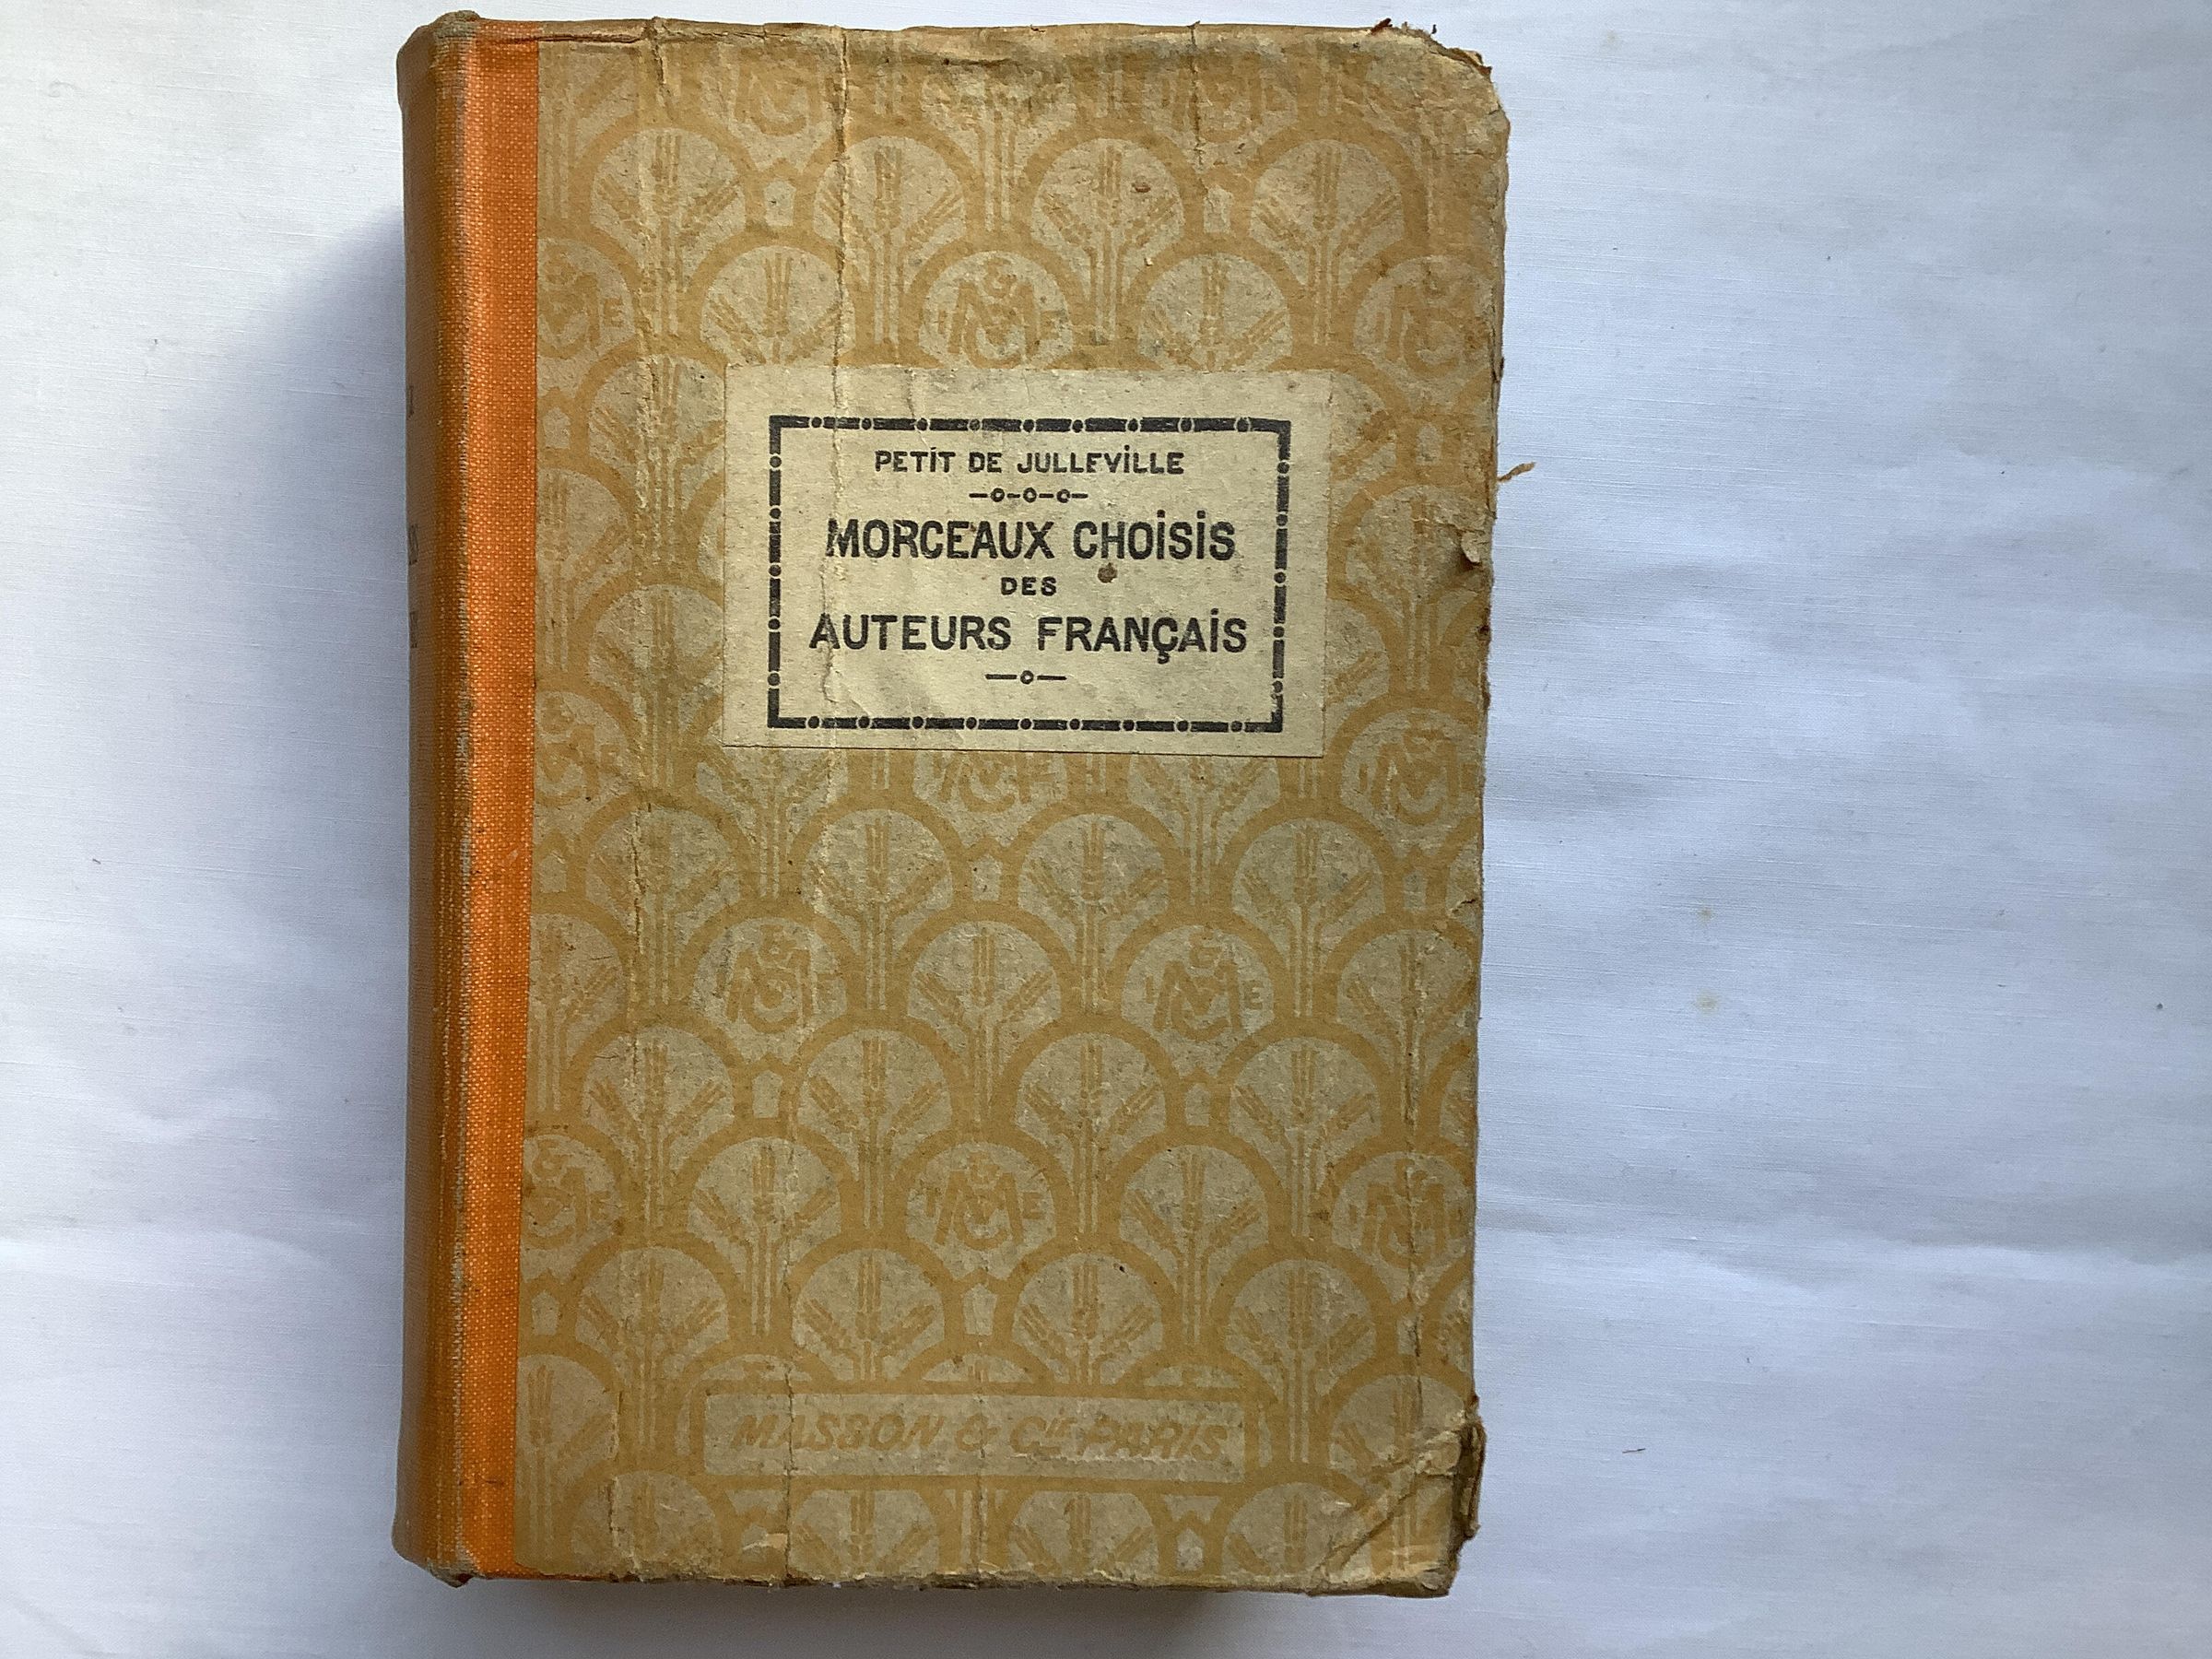 PETIT DE JULLEVILLE
MORCEAUX CHOISIS
DES
AUTEURS FRANÇAIS
MASSON & Cie PARIS